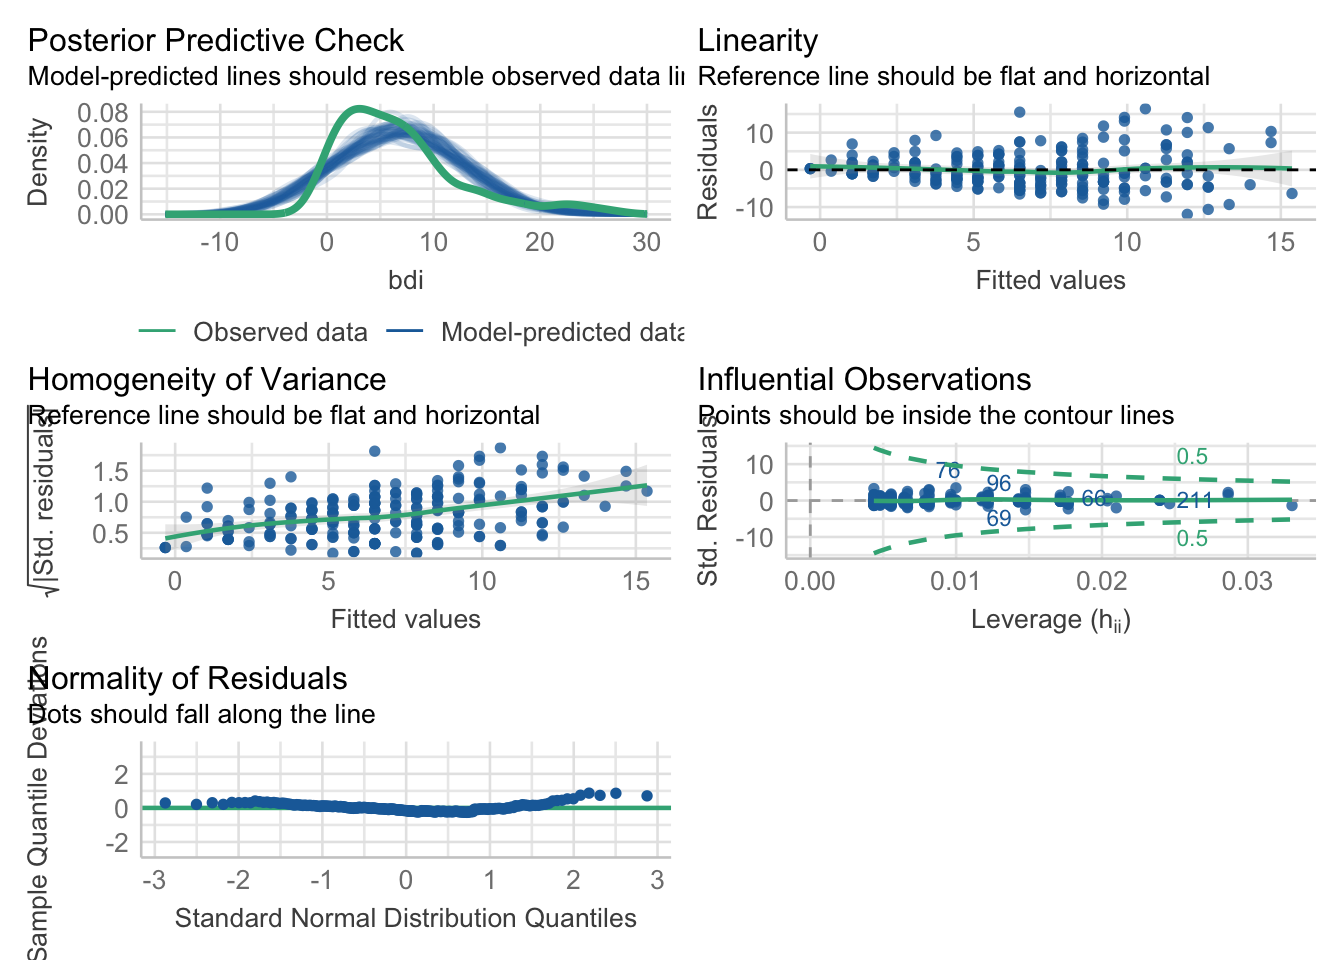 Posterior Predictive Check
Model-predicted lines should resemble observed data li
Density
0.08
0.06
0.04
0.02
0.00
-10 0 10 20 30
bdi
Observed data Model-predicted data
Linearity
Reference line should be flat and horizontal
Residuals
10
0
-10
0 5 10 15
Fitted values
Homogeneity of Variance
Reference line should be flat and horizontal
√|Std. residuals|
1.5
1.0
0.5
0 5 10 15
Fitted values
Influential Observations
Points should be inside the contour lines
Std. Residuals
10
0
-10
0.5
76
96
66
211
69
0.5
0.00 0.01 0.02 0.03
Leverage (hii)
Normality of Residuals
Dots should fall along the line
Sample Quantile Deviations
2
0
-2
-3 -2 -1 0 1 2 3
Standard Normal Distribution Quantiles